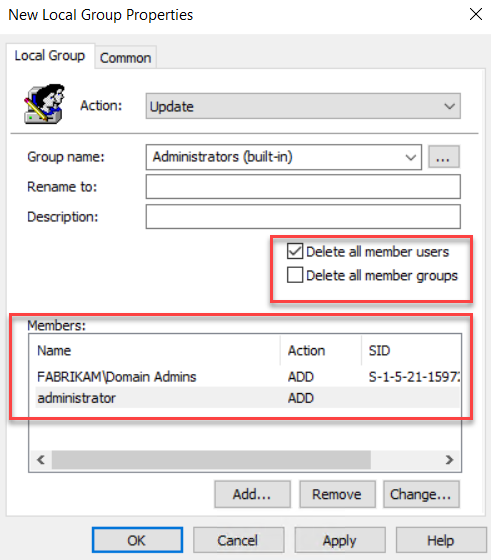 New Local Group Properties
Local Group
Common
Action:
Update
Group name:
Administrators (built-in)
...
Rename to:
Description:
Delete all member users
Delete all member groups
Members:
Name Action SID
FABRIKAM\Domain Admins ADD S-1-5-21-1597
administrator ADD
Add... Remove Change...
OK Cancel Apply Help